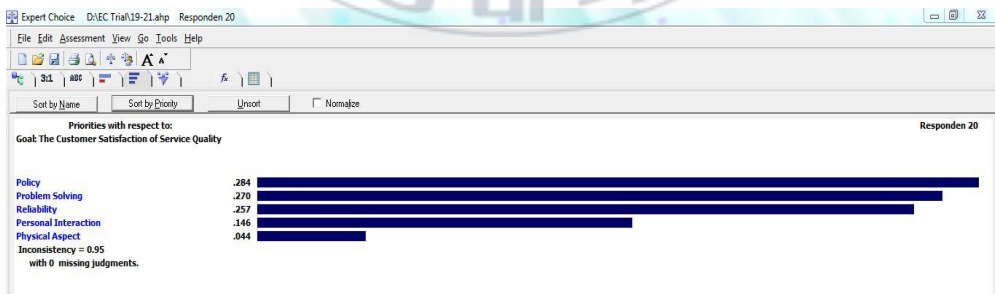 Expert Choice D:\EC Trial\19-21.ahp Responden 20
File Edit Assessment View Go Tools Help
A A
3:1 ABC fx
Sort by Name Sort by Priority Unsort Normalize
Priorities with respect to: Responden 20
Goal: The Customer Satisfaction of Service Quality
Policy .284
Problem Solving .270
Reliability .257
Personal Interaction .146
Physical Aspect .044
Inconsistency = 0.95
with 0 missing judgments.